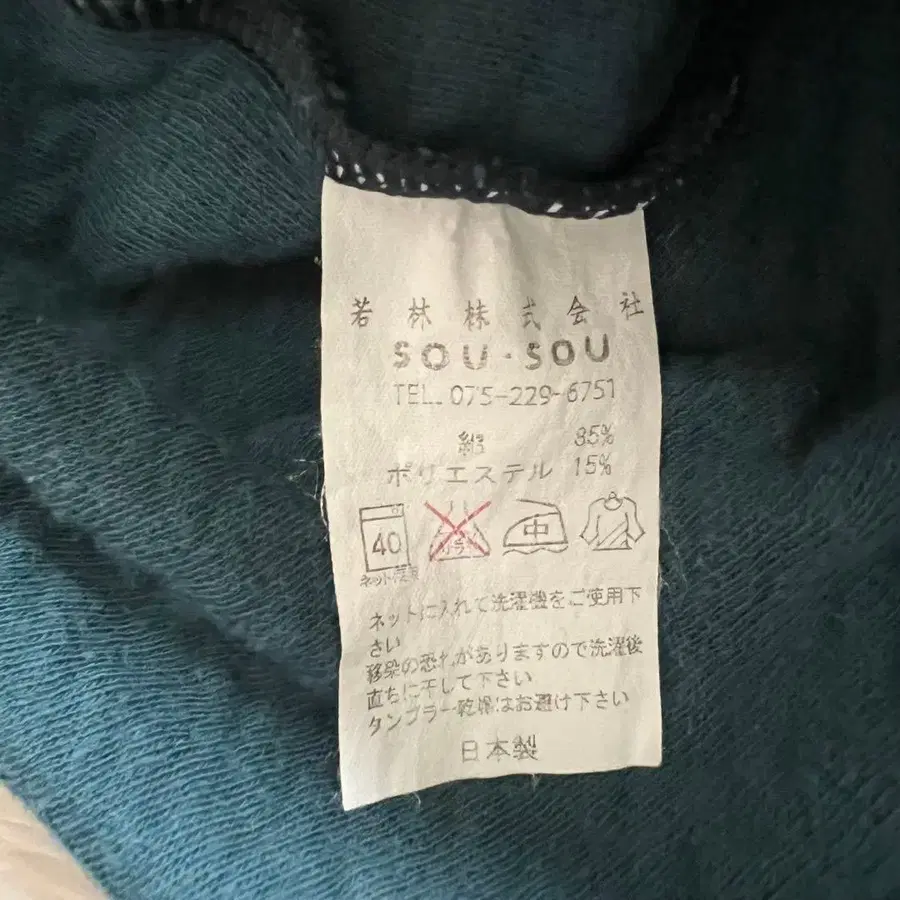 若林株式会社
SOU・SOU
TEL. 075-229-6751
85%
ポリエステル 15%
40 中
ネット使用
ネットに入れて洗濯機をご使用下
さい
移染の恐れがありますので洗濯後
直ちに干して下さい
タンブラー乾燥はお避け下さい
日本製